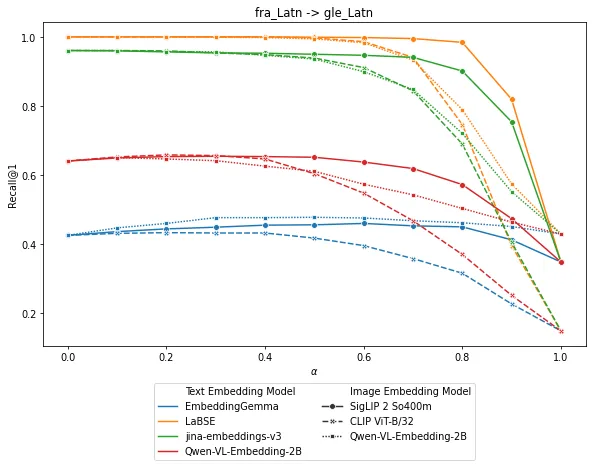 fra_Latn -> gle_Latn
Recall@1
1.0
0.8
0.6
0.4
0.2
0.0 0.2 0.4 0.6 0.8 1.0
α
Text Embedding Model
EmbeddingGemma
LaBSE
jina-embeddings-v3
Qwen-VL-Embedding-2B
Image Embedding Model
SigLIP 2 So400m
CLIP ViT-B/32
Qwen-VL-Embedding-2B